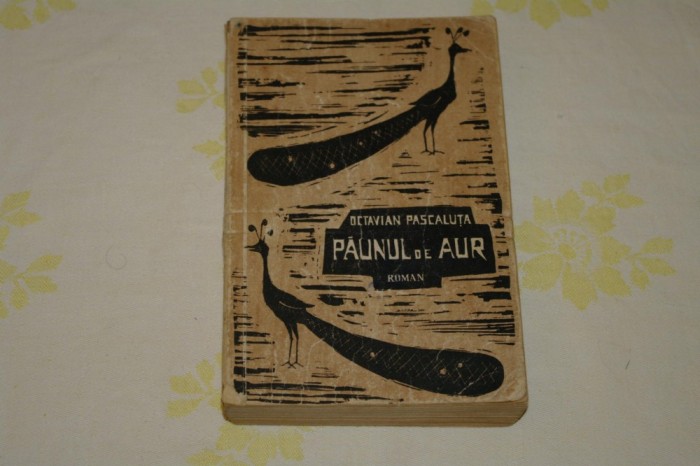 OCTAVIAN PASCALUȚA
PĂUNUL DE AUR
ROMAN